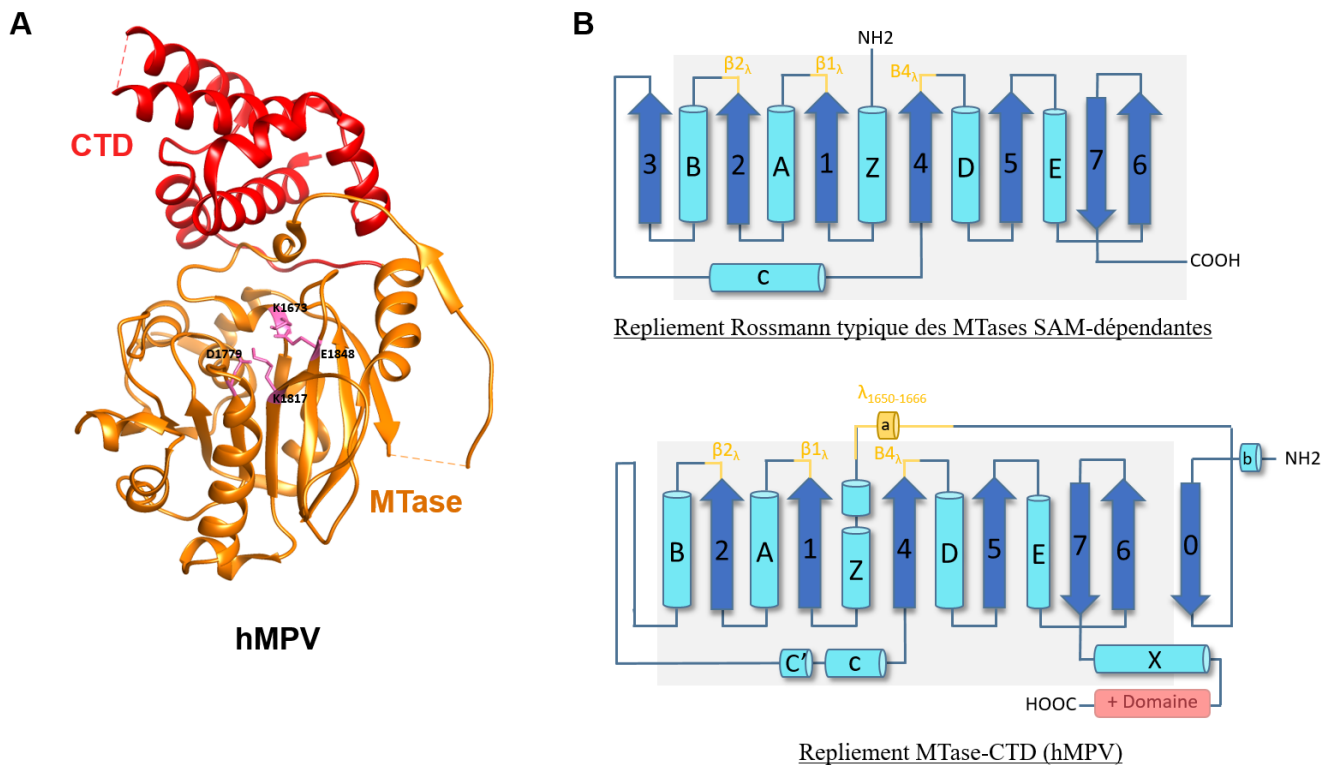 A
CTD
K1673
D1779
E1848
K1817
MTase
hMPV
B
NH2
β2λ
β1λ
B4λ
3
B
2
A
1
Z
4
D
5
E
7
6
c
COOH
Repliement Rossmann typique des MTases SAM-dépendantes
λ1650-1666
a
β2λ
β1λ
B4λ
b
NH2
B
2
A
1
Z
4
D
5
E
7
6
0
C’
c
X
HOOC
+ Domaine
Repliement MTase-CTD (hMPV)